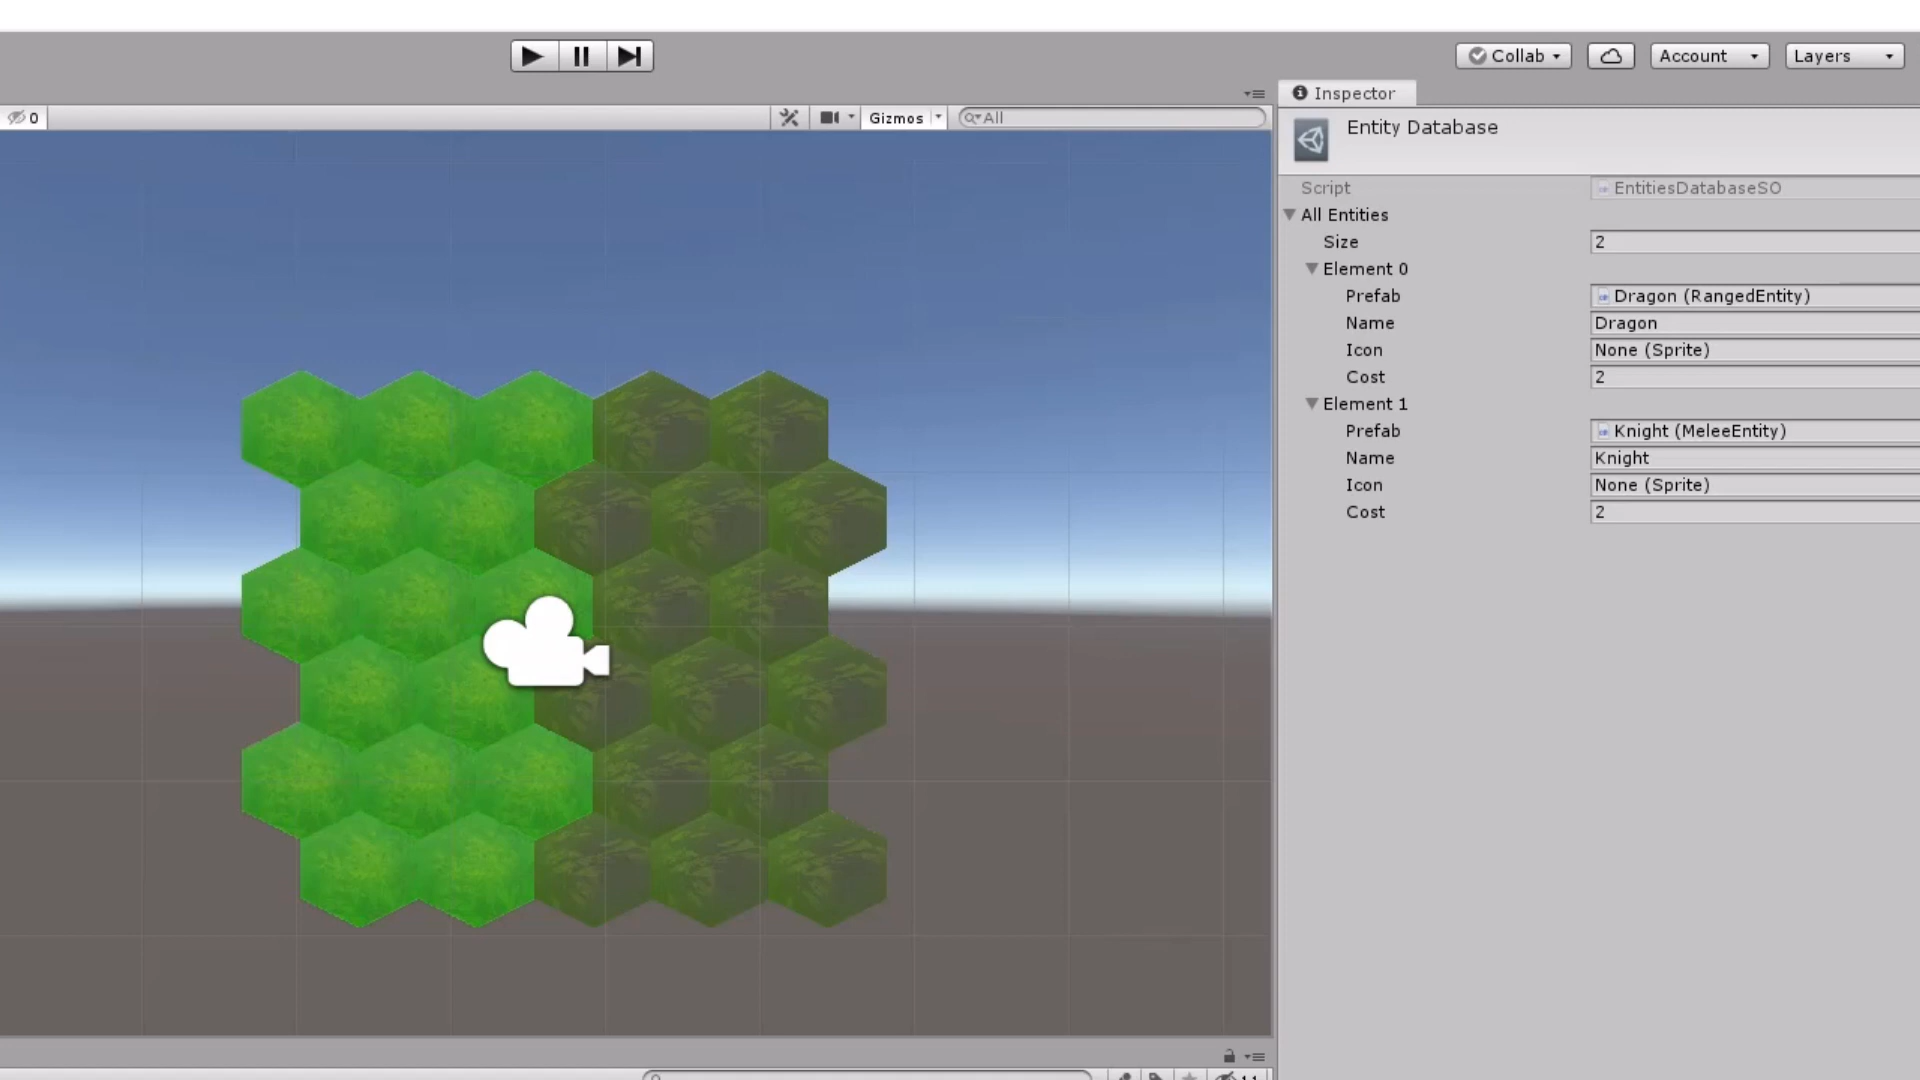 Collab
Account
Layers
Inspector
0
Gizmos
All
Entity Database
Script EntitiesDatabaseSO
All Entities
Size 2
Element 0
Prefab Dragon (RangedEntity)
Name Dragon
Icon None (Sprite)
Cost 2
Element 1
Prefab Knight (MeleeEntity)
Name Knight
Icon None (Sprite)
Cost 2